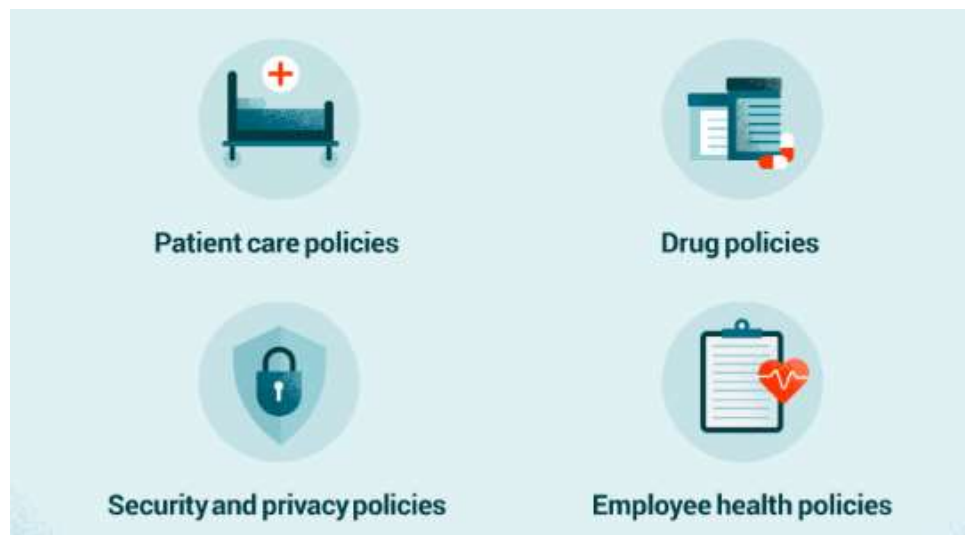 Patient care policies
Drug policies
Security and privacy policies
Employee health policies